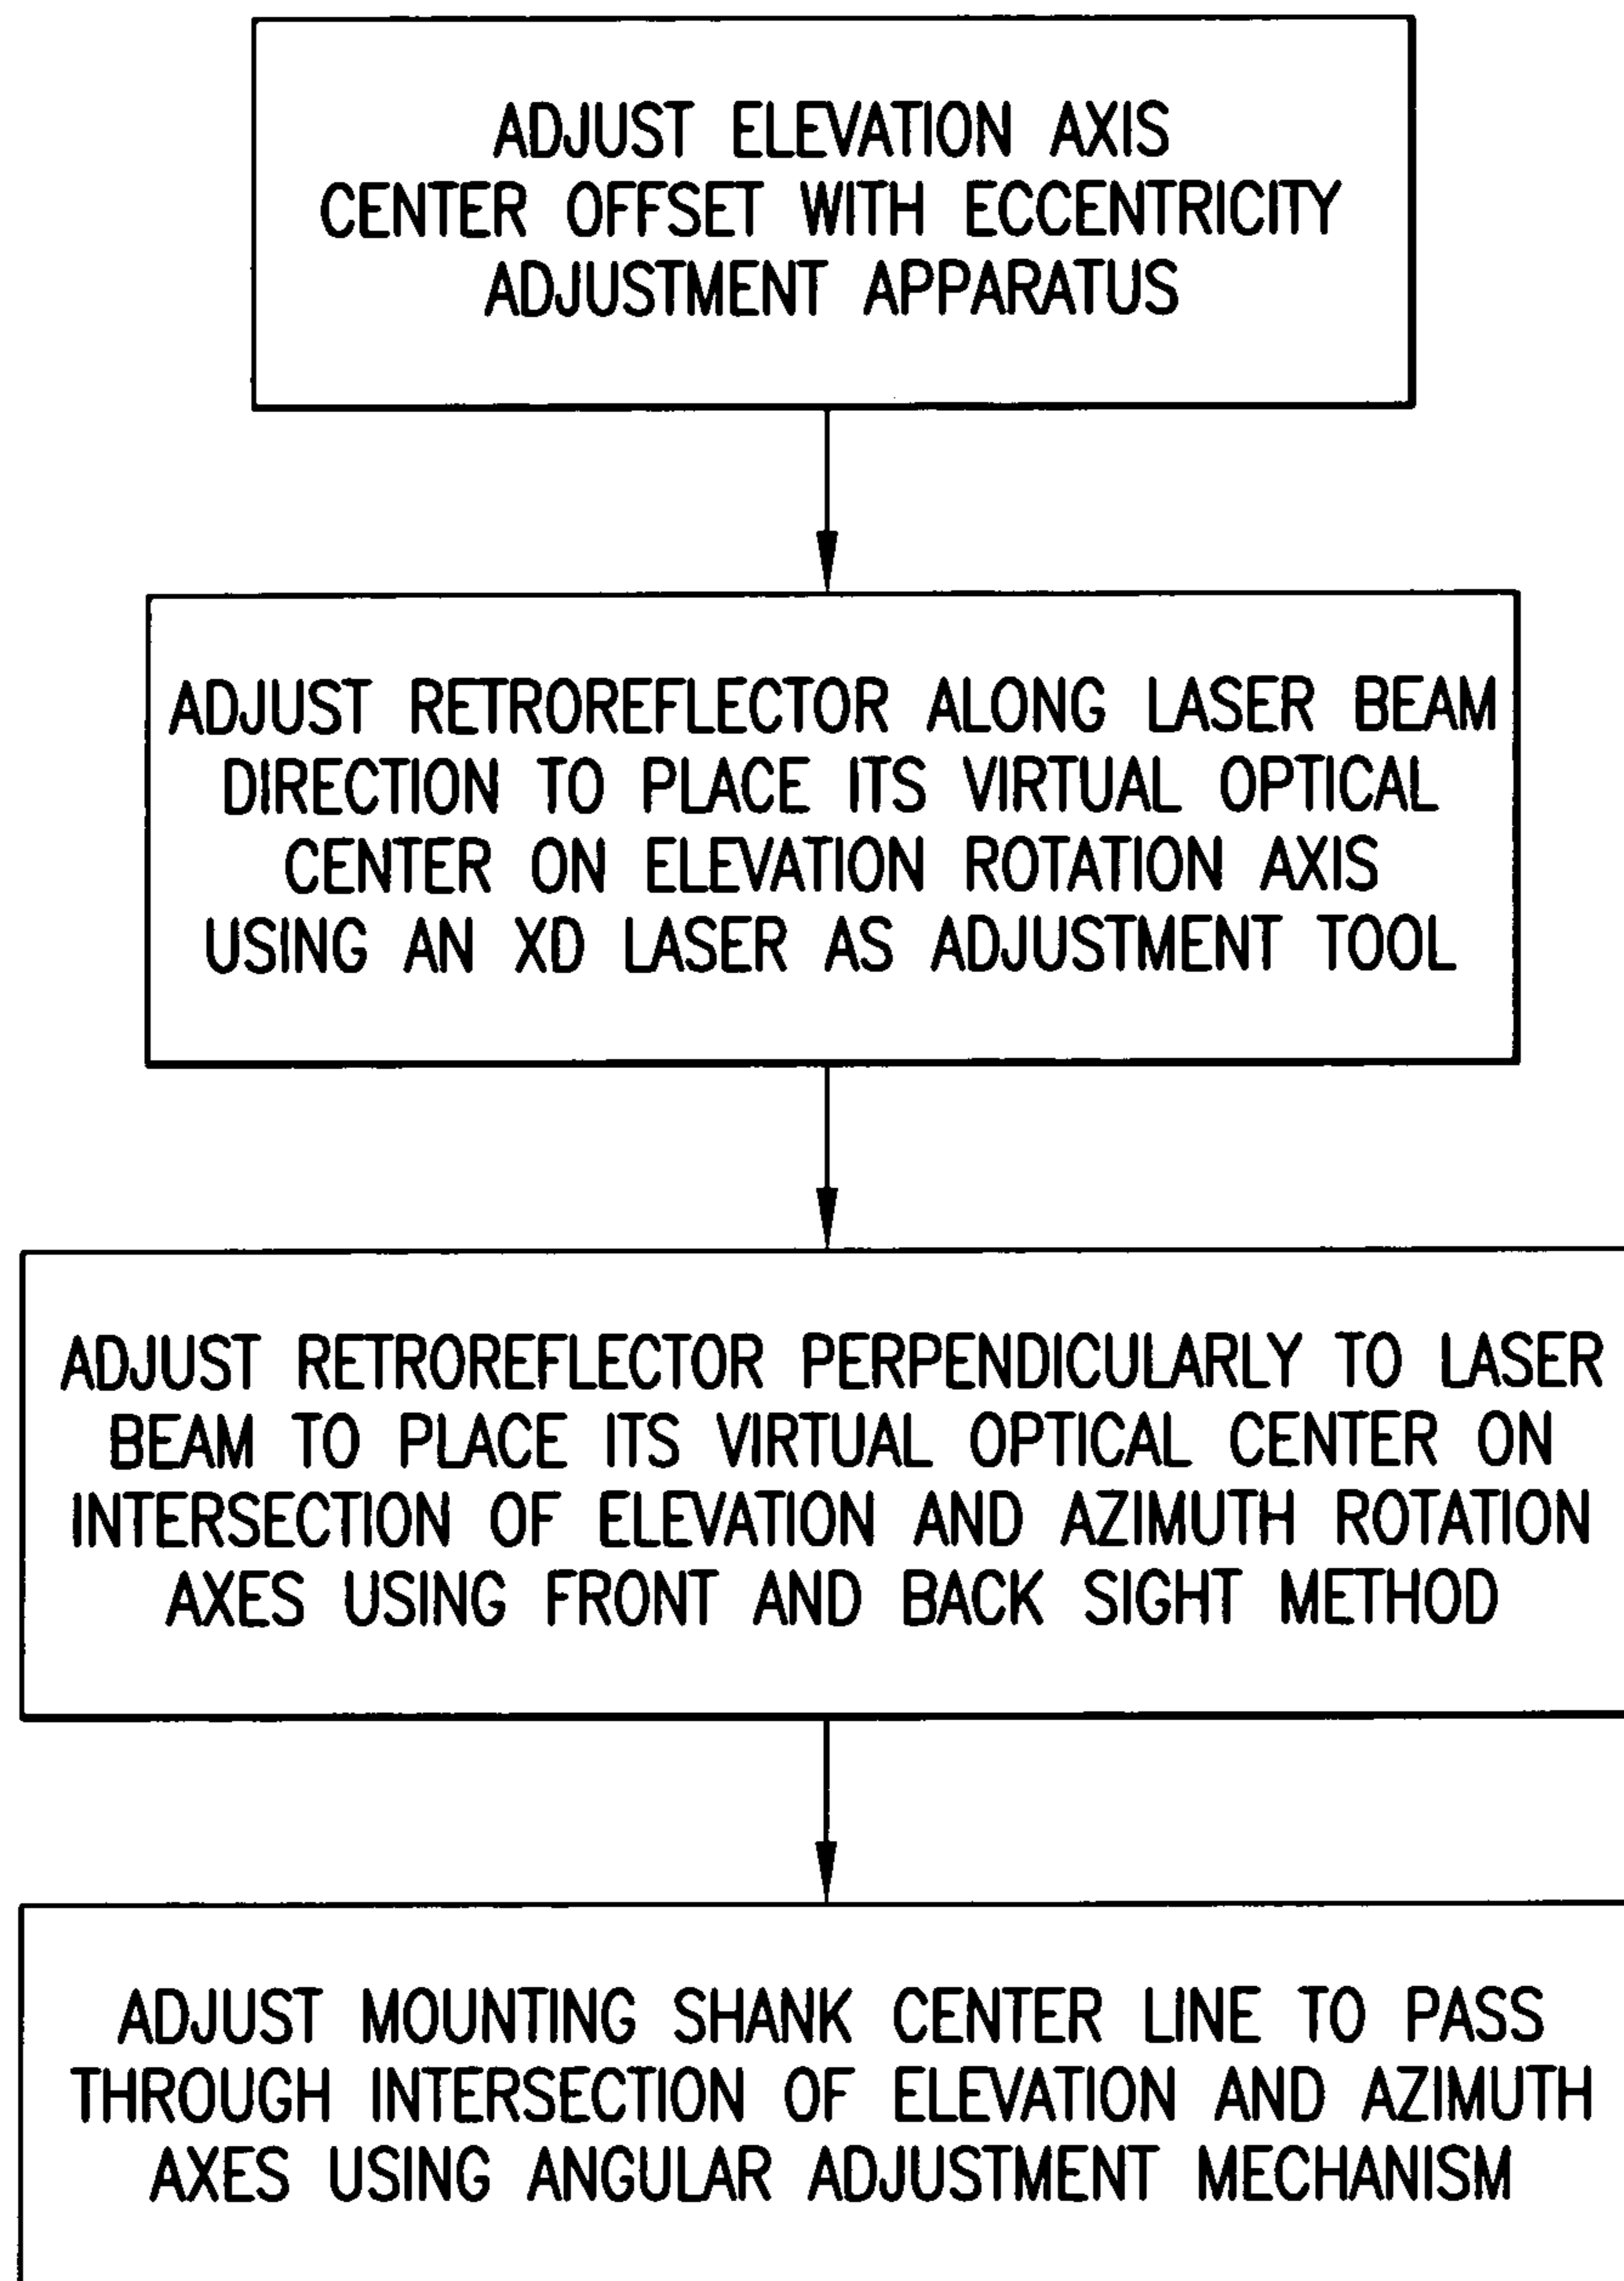 ADJUST ELEVATION AXIS
CENTER OFFSET WITH ECCENTRICITY
ADJUSTMENT APPARATUS
ADJUST RETROREFLECTOR ALONG LASER BEAM
DIRECTION TO PLACE ITS VIRTUAL OPTICAL
CENTER ON ELEVATION ROTATION AXIS
USING AN XD LASER AS ADJUSTMENT TOOL
ADJUST RETROREFLECTOR PERPENDICULARLY TO LASER
BEAM TO PLACE ITS VIRTUAL OPTICAL CENTER ON
INTERSECTION OF ELEVATION AND AZIMUTH ROTATION
AXES USING FRONT AND BACK SIGHT METHOD
ADJUST MOUNTING SHANK CENTER LINE TO PASS
THROUGH INTERSECTION OF ELEVATION AND AZIMUTH
AXES USING ANGULAR ADJUSTMENT MECHANISM